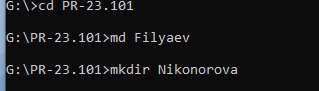 G:\>cd PR-23.101
G:\PR-23.101>md Filyaev
G:\PR-23.101>mkdir Nikonorova